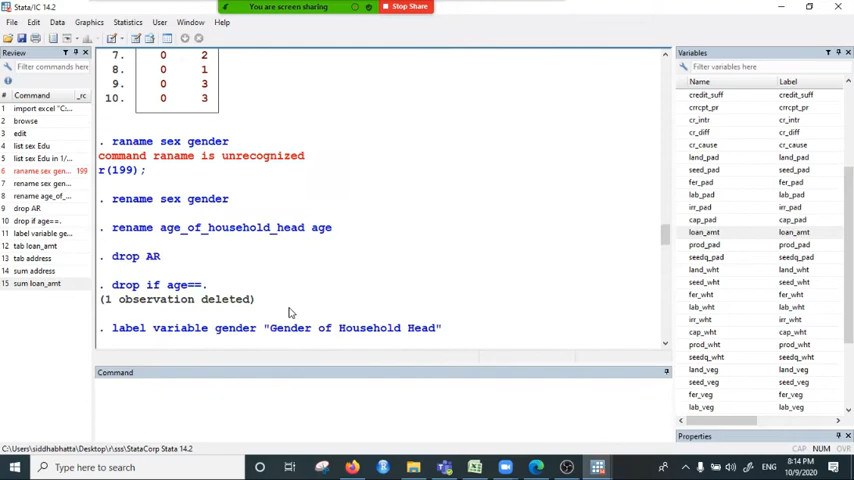 Stata/IC 14.2
You are screen sharing
Stop Share
File Edit Data Graphics Statistics User Window Help
Review
Filter commands here
# Command _rc
1 import excel "C:...
2 browse
3 edit
4 list sex Edu
5 list sex Edu in 1/...
6 raname sex gen... 199
7 rename sex gen...
8 rename age_of_...
9 drop AR
10 drop if age==.
11 label variable ge...
12 tab loan_amt
13 tab address
14 sum address
15 sum loan_amt
7. 0 2
8. 0 1
9. 0 3
10. 0 3
. raname sex gender
command raname is unrecognized
r(199);
. rename sex gender
. rename age_of_household_head age
. drop AR
. drop if age==.
(1 observation deleted)
. label variable gender "Gender of Household Head"
Command
Variables
Filter variables here
Name Label
credit_suff credit_suff
crrcpt_pr crrcpt_pr
cr_intr cr_intr
cr_diff cr_diff
cr_cause cr_cause
land_pad land_pad
seed_pad seed_pad
fer_pad fer_pad
lab_pad lab_pad
irr_pad irr_pad
cap_pad cap_pad
loan_amt loan_amt
prod_pad prod_pad
seedq_pad seedq_pad
land_wht land_wht
seed_wht seed_wht
fer_wht fer_wht
lab_wht lab_wht
irr_wht irr_wht
cap_wht cap_wht
prod_wht prod_wht
seedq_wht seedq_wht
land_veg land_veg
seed_veg seed_veg
fer_veg fer_veg
lab_veg lab_veg
Properties
C:\Users\siddhabhatta\Desktop\r\sss\StataCorp Stata 14.2
CAP NUM OVR
Type here to search
ENG
8:14 PM
10/9/2020